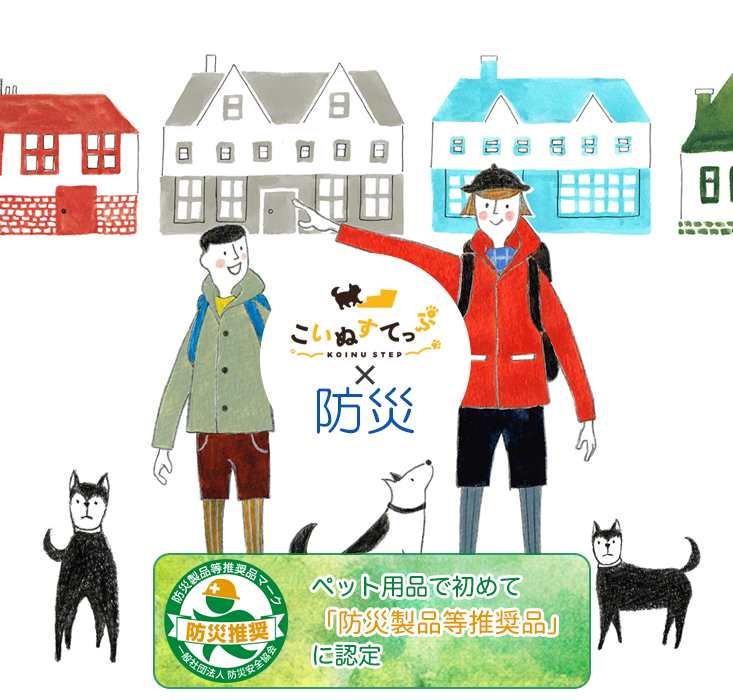 こいぬすてっぷ
KOINU STEP
×
防災
防災製品等推奨品マーク
防災推奨
一般社団法人 防災安全協会
ペット用品で初めて
「防災製品等推奨品」
に認定